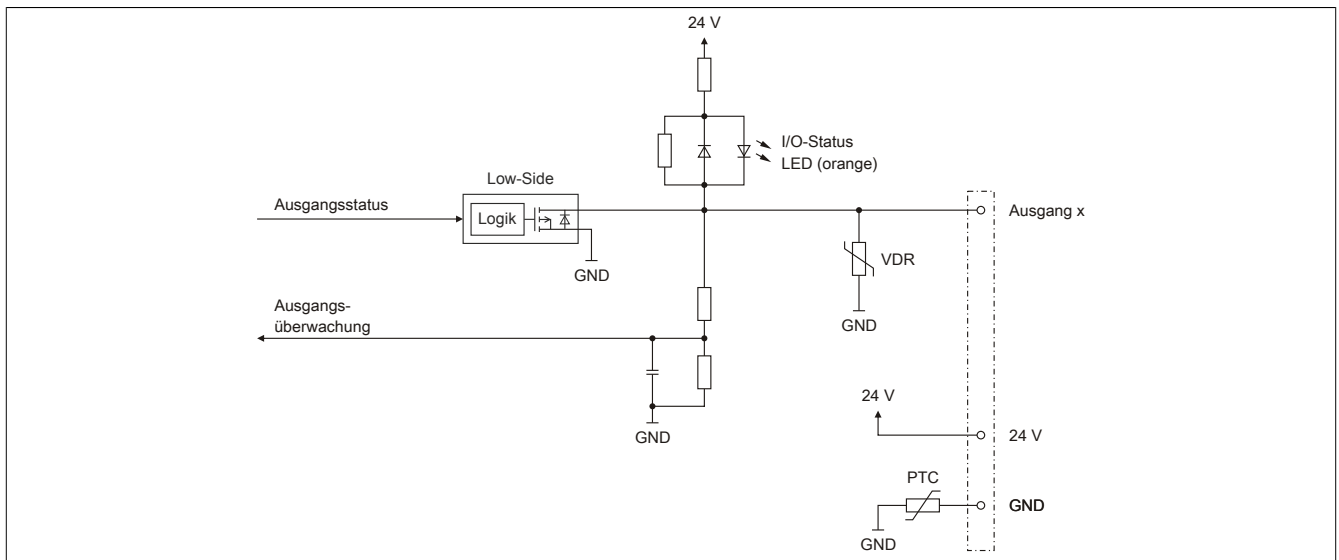 24 V
I/O-Status
LED (orange)
Low-Side
Ausgangsstatus
Logik
Ausgang x
GND
VDR
Ausgangs-
überwachung
GND
24 V
GND
24 V
PTC
GND
GND